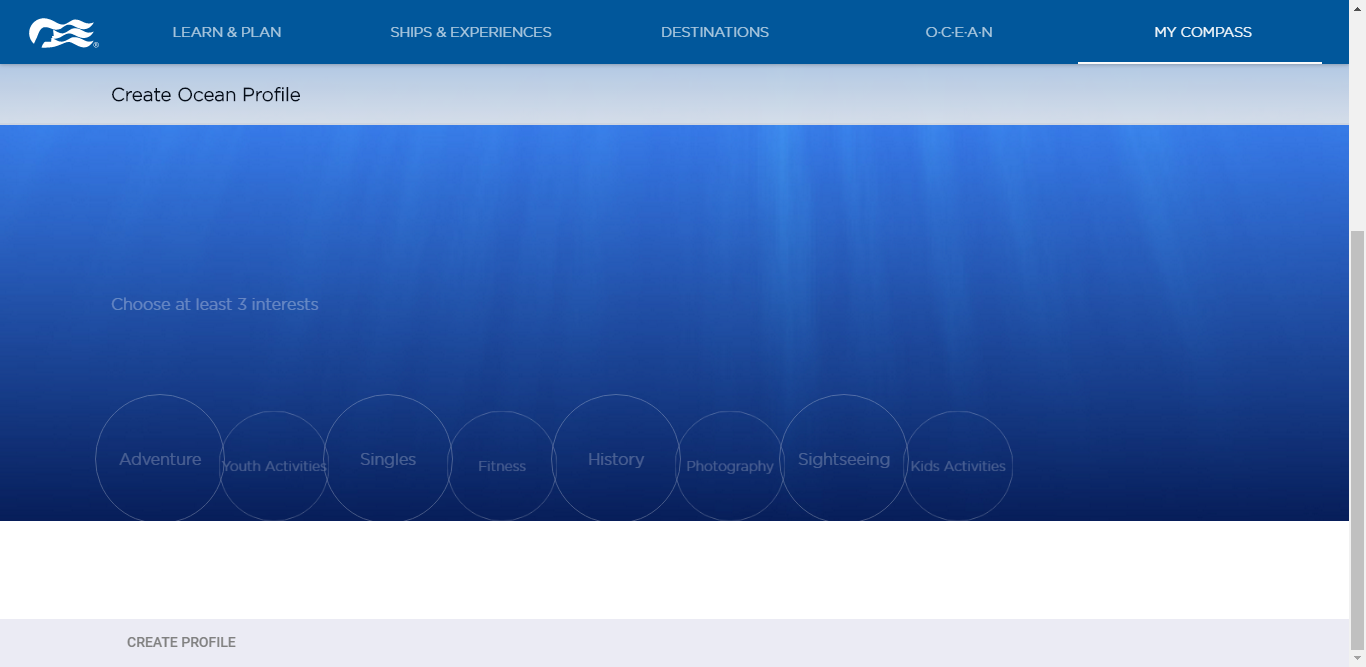 LEARN & PLAN
SHIPS & EXPERIENCES
DESTINATIONS
O·C·E·A·N
MY COMPASS
Create Ocean Profile
Choose at least 3 interests
Adventure
Youth Activities
Singles
Fitness
History
Photography
Sightseeing
Kids Activities
CREATE PROFILE